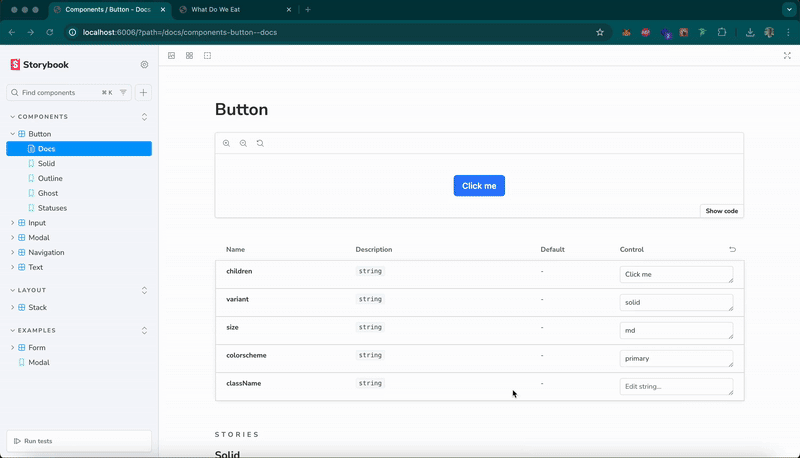 Components / Button - Docs
What Do We Eat
localhost:6006/?path=/docs/components-button--docs
Storybook
Find components ⌘ K
COMPONENTS
Button
Docs
Solid
Outline
Ghost
Statuses
Input
Modal
Navigation
Text
LAYOUT
Stack
EXAMPLES
Form
Modal
Run tests
Button
Click me
Show code
Name Description Default Control
children string - Click me
variant string - solid
size string - md
colorscheme string - primary
className string - Edit string...
STORIES
Solid